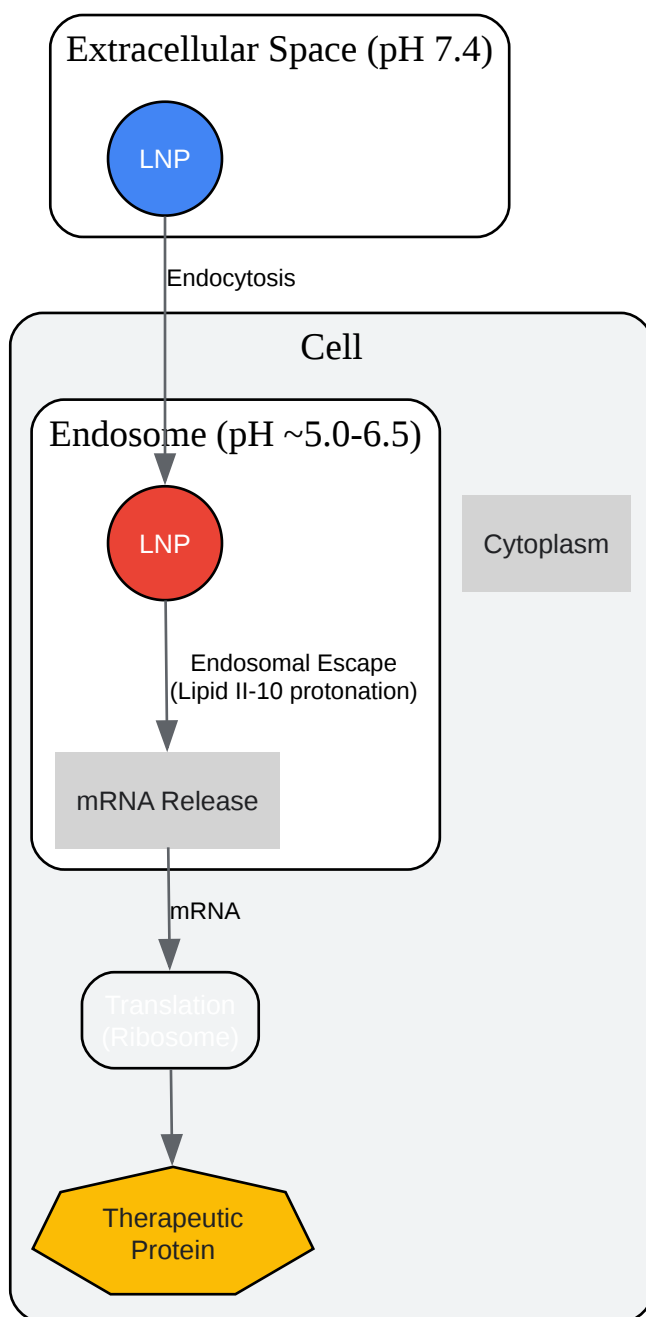 Extracellular Space (pH 7.4)
LNP
Endocytosis
Cell
Endosome (pH ~5.0-6.5)
LNP
Cytoplasm
Endosomal Escape
(Lipid II-10 protonation)
mRNA Release
mRNA
Translation
(Ribosome)
Therapeutic
Protein